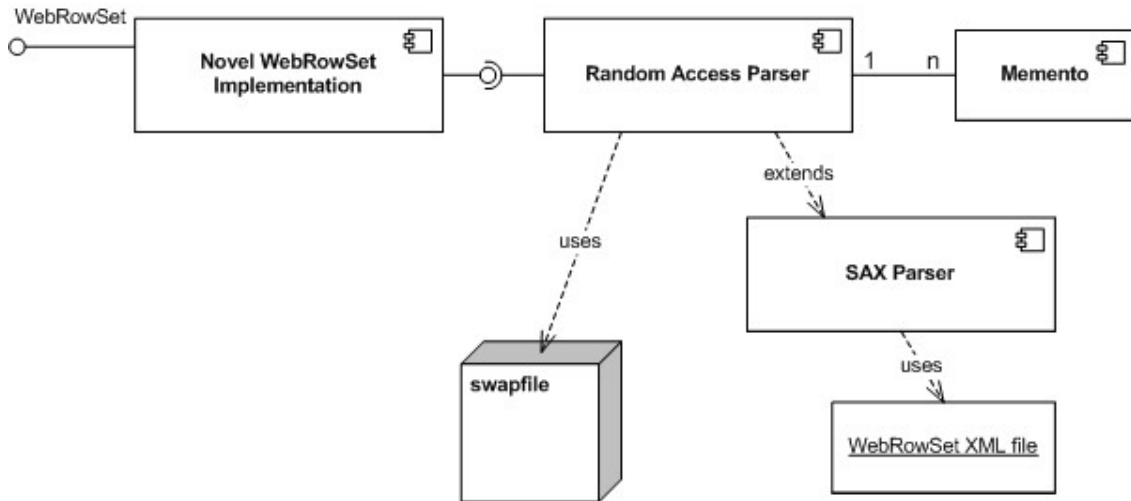 WebRowSet
Novel WebRowSet
Implementation
Random Access Parser
1
n
Memento
extends
uses
SAX Parser
uses
swapfile
WebRowSet XML file